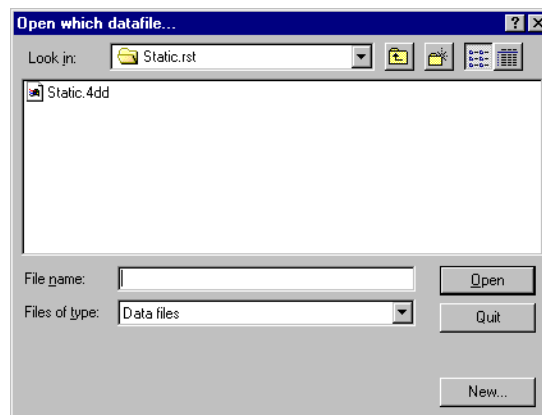 Open which datafile...
Look in: Static.rst
Static.4dd
File name:
Open
Files of type: Data files
Quit
New...